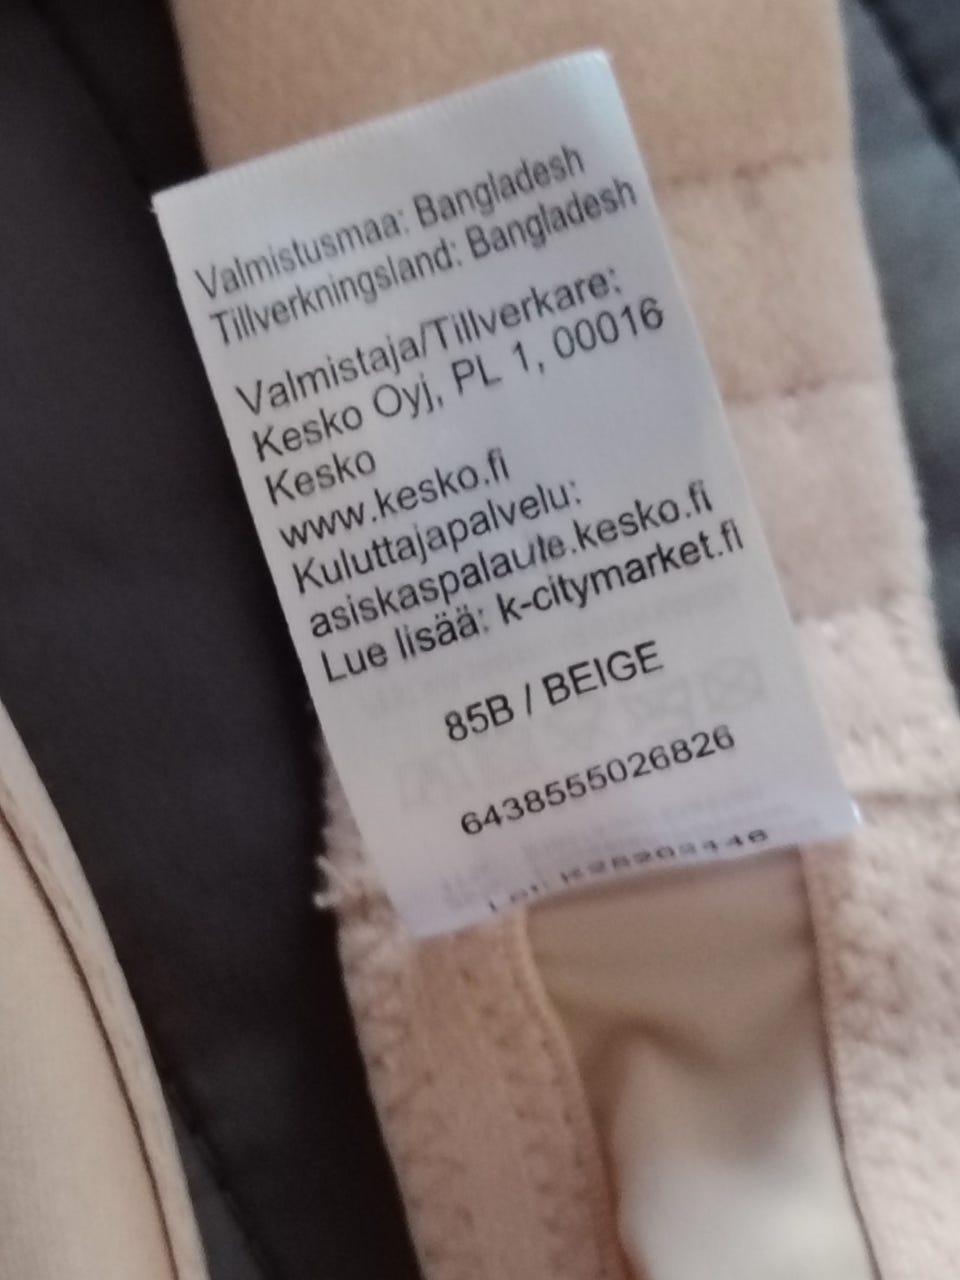 Valmistusmaa: Bangladesh
Tillverkningsland: Bangladesh
Valmistaja/Tillverkare:
Kesko Oyj, PL 1, 00016
Kesko
www.kesko.fi
Kuluttajapalvelu:
asiskaspalaute.kesko.fi
Lue lisää: k-citymarket.fi
85B / BEIGE
6438555026826